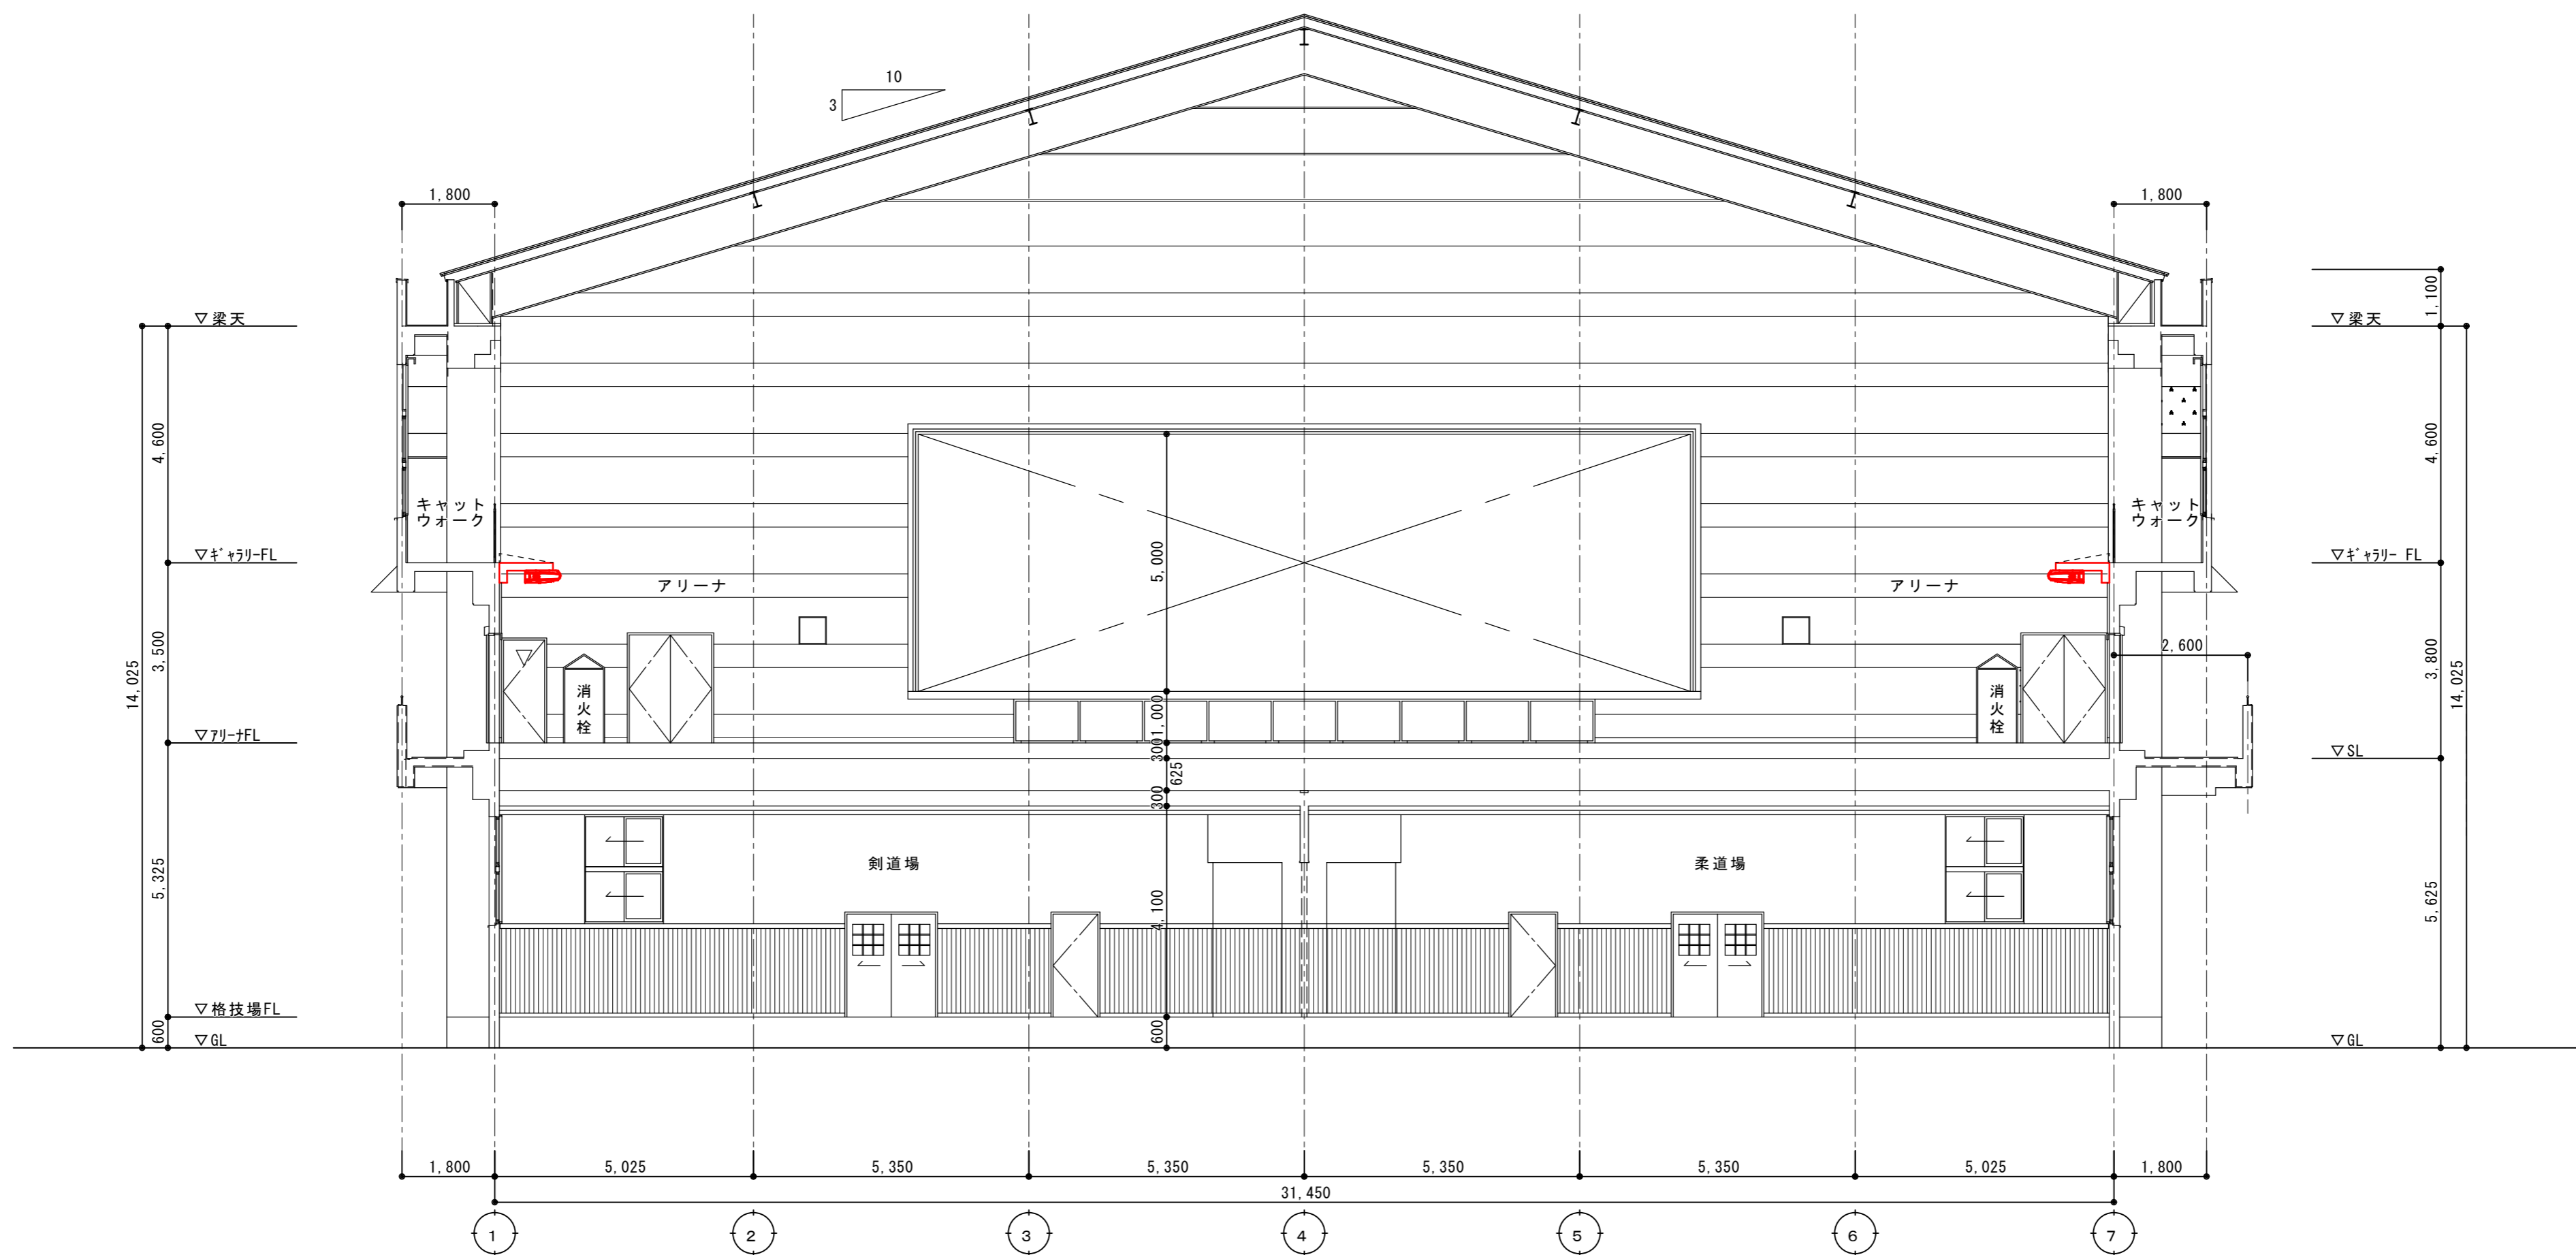 10
3
1,800
1,800
▽梁天
▽梁天
1,100
4,600
4,600
キャット
ウォーク
キャット
ウォーク
▽ｷﾞｬﾗﾘｰFL
▽ｷﾞｬﾗﾘｰ FL
5,000
アリーナ
アリーナ
14,025
3,500
2,600
3,800
14,025
消火栓
消火栓
1,000
▽ｱﾘｰﾅFL
300
▽SL
625
300
剣道場
柔道場
5,325
4,100
5,625
▽格技場FL
600
600
▽GL
▽GL
1,800
5,025
5,350
5,350
5,350
5,350
5,025
1,800
31,450
1
2
3
4
5
6
7